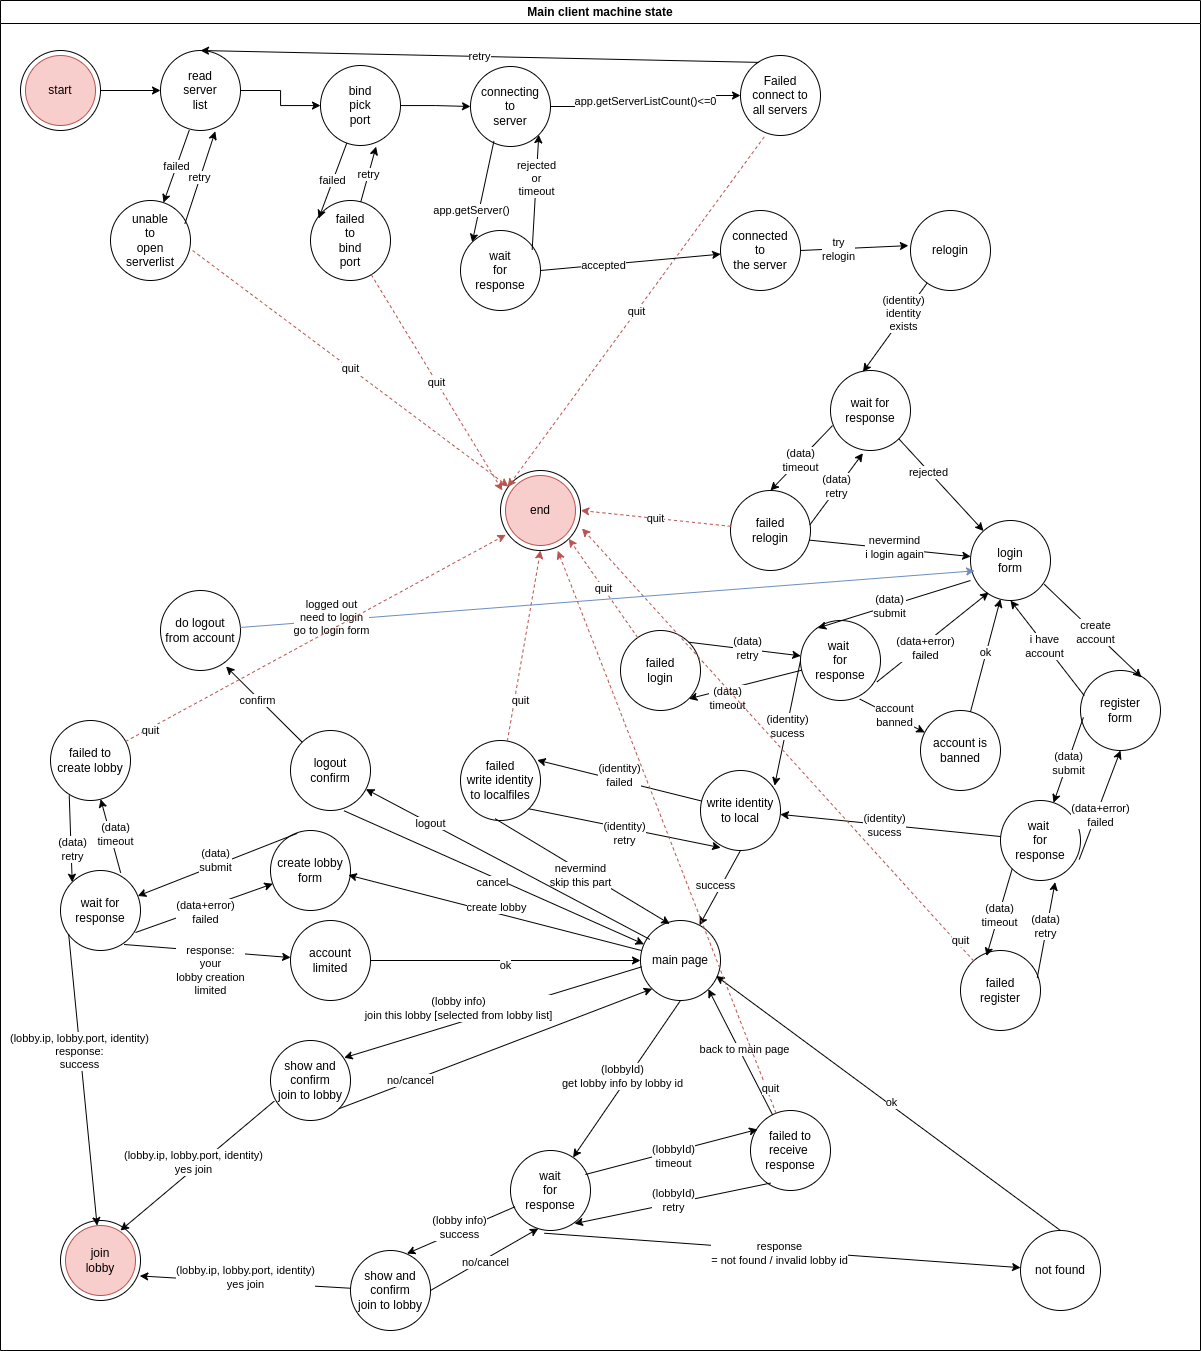 Main client machine state
retry
start
read
server
list
bind
pick
port
connecting
to
server
app.getServerListCount()<=0
Failed
connect to
all servers
failed
retry
failed
retry
rejected
or
timeout
app.getServer()
unable
to
open
serverlist
failed
to
bind
port
wait
for
response
accepted
connected
to
the server
try
relogin
relogin
(identity)
identity
exists
quit
quit
quit
wait for
response
(data)
timeout
(data)
retry
rejected
end
quit
failed
relogin
nevermind
i login again
login
form
do logout
from account
logged out
need to login
go to login form
quit
(data)
submit
(data)
retry
failed
login
wait
for
response
(data+error)
failed
ok
i have
account
create
account
(data)
timeout
account
banned
register
form
confirm
quit
quit
(identity)
sucess
account is
banned
failed to
create lobby
logout
confirm
failed
write identity
to localfiles
(identity)
failed
write identity
to local
(data)
submit
(data+error)
failed
(identity)
sucess
wait
for
response
(identity)
retry
logout
(data)
retry
(data)
timeout
(data)
submit
create lobby
form
nevermind
skip this part
cancel
success
create lobby
wait for
response
(data+error)
failed
(data)
timeout
(data)
retry
quit
response:
your
lobby creation
limited
account
limited
ok
main page
failed
register
(lobby info)
join this lobby [selected from lobby list]
(lobby.ip, lobby.port, identity)
response:
success
show and
confirm
join to lobby
no/cancel
(lobbyId)
get lobby info by lobby id
back to main page
quit
ok
(lobby.ip, lobby.port, identity)
yes join
(lobbyId)
timeout
failed to
receive
response
wait
for
response
(lobbyId)
retry
(lobby info)
success
join
lobby
no/cancel
response
= not found / invalid lobby id
(lobby.ip, lobby.port, identity)
yes join
show and
confirm
join to lobby
not found